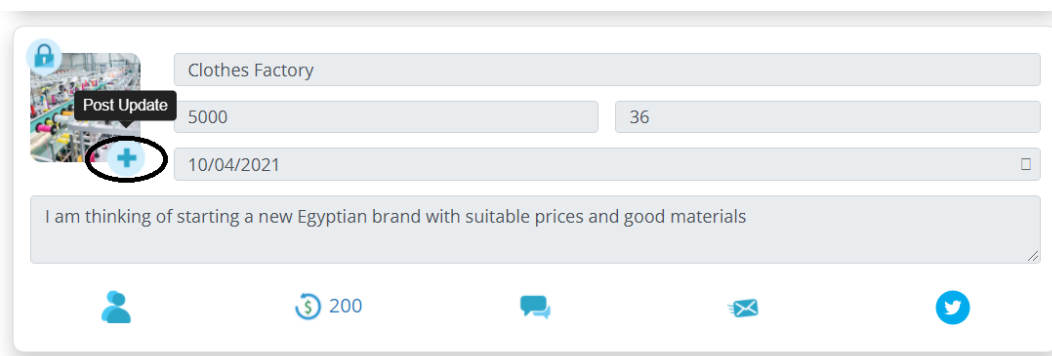 Clothes Factory
Post Update
5000
36
10/04/2021
I am thinking of starting a new Egyptian brand with suitable prices and good materials
200